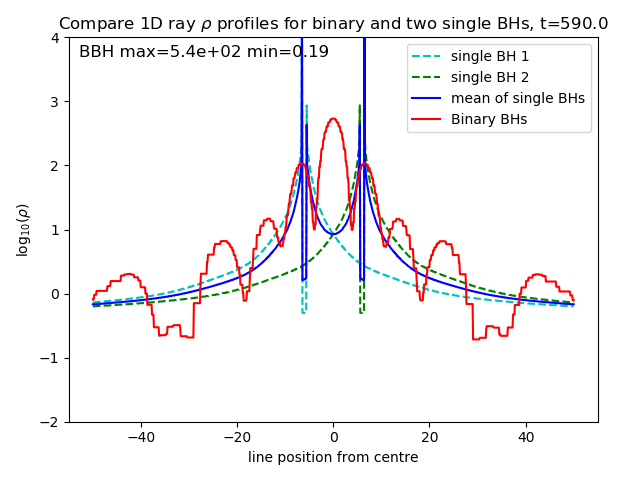 Compare 1D ray ρ profiles for binary and two single BHs, t=590.0
BBH max=5.4e+02 min=0.19
single BH 1
single BH 2
mean of single BHs
Binary BHs
4
3
2
1
0
−1
−2
log₁₀(ρ)
−40 −20 0 20 40
line position from centre